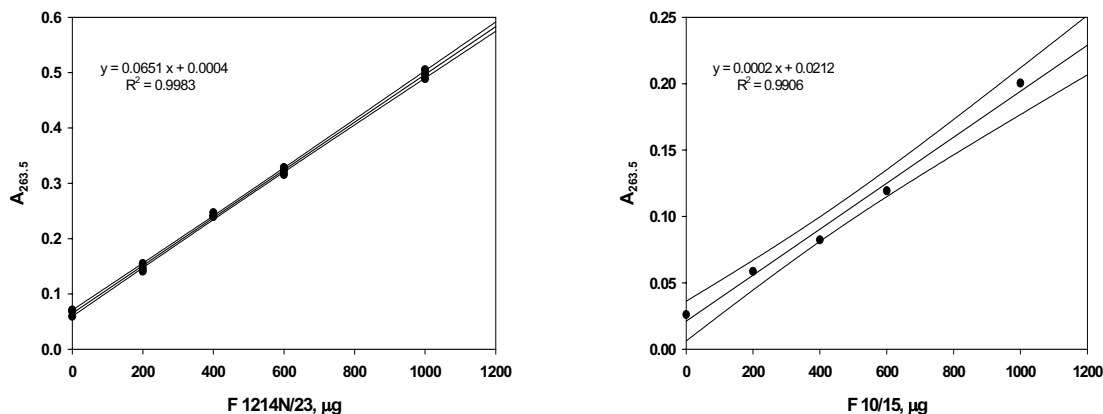 0.6
0.5
0.4
0.3
0.2
0.1
0.0
A263.5
y = 0.0651 x + 0.0004
R² = 0.9983
0 200 400 600 800 1000 1200
F 1214N/23, µg
0.25
0.20
0.15
0.10
0.05
0.00
A263.5
y = 0.0002 x + 0.0212
R² = 0.9906
0 200 400 600 800 1000 1200
F 10/15, µg